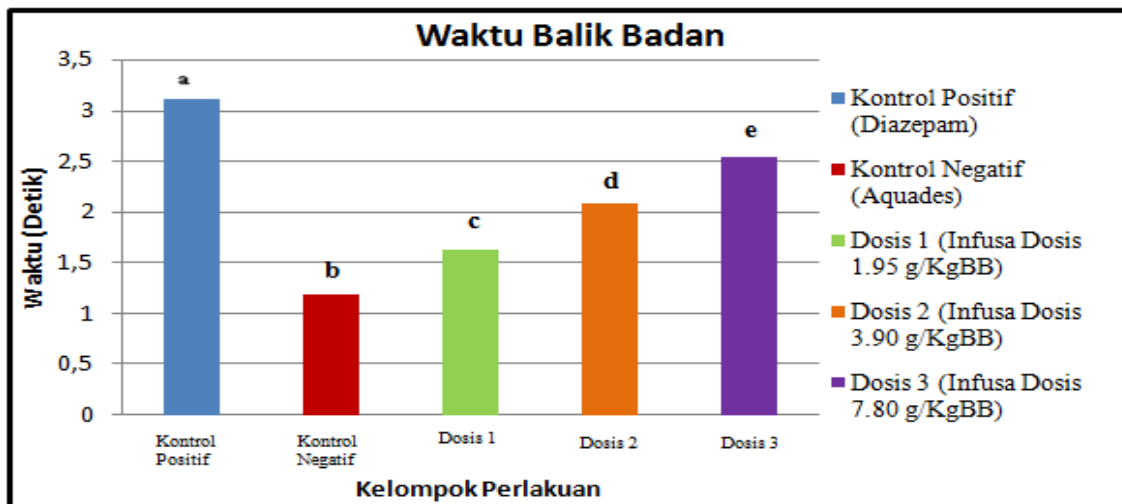 Waktu Balik Badan
Waktu (Detik)
3,5
3
2,5
2
1,5
1
0,5
0
a
b
c
d
e
Kontrol
Positif
Kontrol
Negatif
Dosis 1
Dosis 2
Dosis 3
Kelompok Perlakuan
Kontrol Positif
(Diazepam)
Kontrol Negatif
(Aquades)
Dosis 1 (Infusa Dosis
1.95 g/KgBB)
Dosis 2 (Infusa Dosis
3.90 g/KgBB)
Dosis 3 (Infusa Dosis
7.80 g/KgBB)